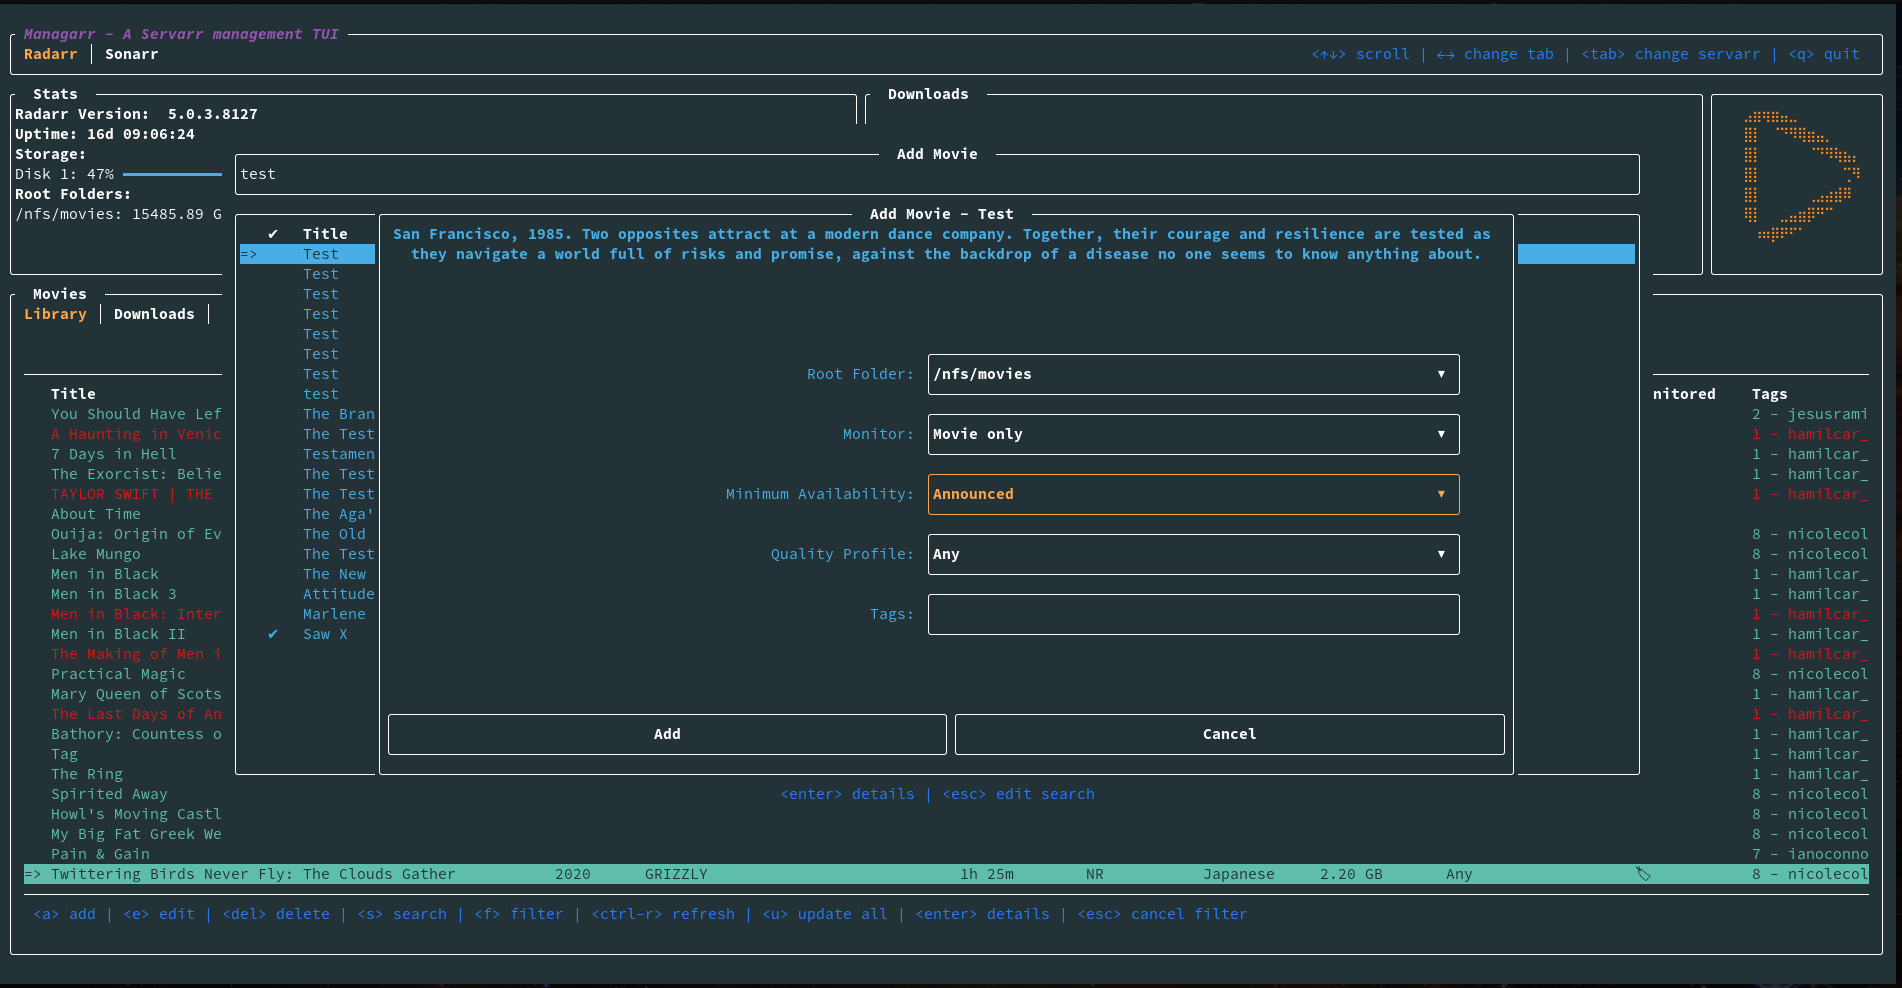 Managarr - A Servarr management TUI
Radarr │ Sonarr
<↑↓> scroll | ↔ change tab | <tab> change servarr | <q> quit
Stats
Radarr Version:  5.0.3.8127
Uptime: 16d 09:06:24
Storage:
Disk 1: 47%
Root Folders:
/nfs/movies: 15485.89 G
Downloads
Add Movie
test
✔ Title
=> Test
Test
Test
Test
Test
Test
Test
test
The Bran
The Test
Testamen
The Test
The Test
The Aga'
The Old
The Test
The New
Attitude
Marlene
✔ Saw X
Add Movie - Test
San Francisco, 1985. Two opposites attract at a modern dance company. Together, their courage and resilience are tested as
they navigate a world full of risks and promise, against the backdrop of a disease no one seems to know anything about.
Root Folder: /nfs/movies ▼
Monitor: Movie only ▼
Minimum Availability: Announced ▼
Quality Profile: Any ▼
Tags:
Add
Cancel
<enter> details | <esc> edit search
Movies
Library │ Downloads │
Title
You Should Have Lef
A Haunting in Venic
7 Days in Hell
The Exorcist: Belie
TAYLOR SWIFT | THE
About Time
Ouija: Origin of Ev
Lake Mungo
Men in Black
Men in Black 3
Men in Black: Inter
Men in Black II
The Making of Men i
Practical Magic
Mary Queen of Scots
The Last Days of An
Bathory: Countess o
Tag
The Ring
Spirited Away
Howl's Moving Castl
My Big Fat Greek We
Pain & Gain
nitored
Tags
2 - jesusrami
1 - hamilcar_
1 - hamilcar_
1 - hamilcar_
1 - hamilcar_
8 - nicolecol
8 - nicolecol
1 - hamilcar_
1 - hamilcar_
1 - hamilcar_
1 - hamilcar_
1 - hamilcar_
8 - nicolecol
1 - hamilcar_
1 - hamilcar_
1 - hamilcar_
1 - hamilcar_
1 - hamilcar_
8 - nicolecol
8 - nicolecol
8 - nicolecol
7 - ianoconno
=> Twittering Birds Never Fly: The Clouds Gather 2020 GRIZZLY 1h 25m NR Japanese 2.20 GB Any 🏷 8 - nicolecol
<a> add | <e> edit | <del> delete | <s> search | <f> filter | <ctrl-r> refresh | <u> update all | <enter> details | <esc> cancel filter